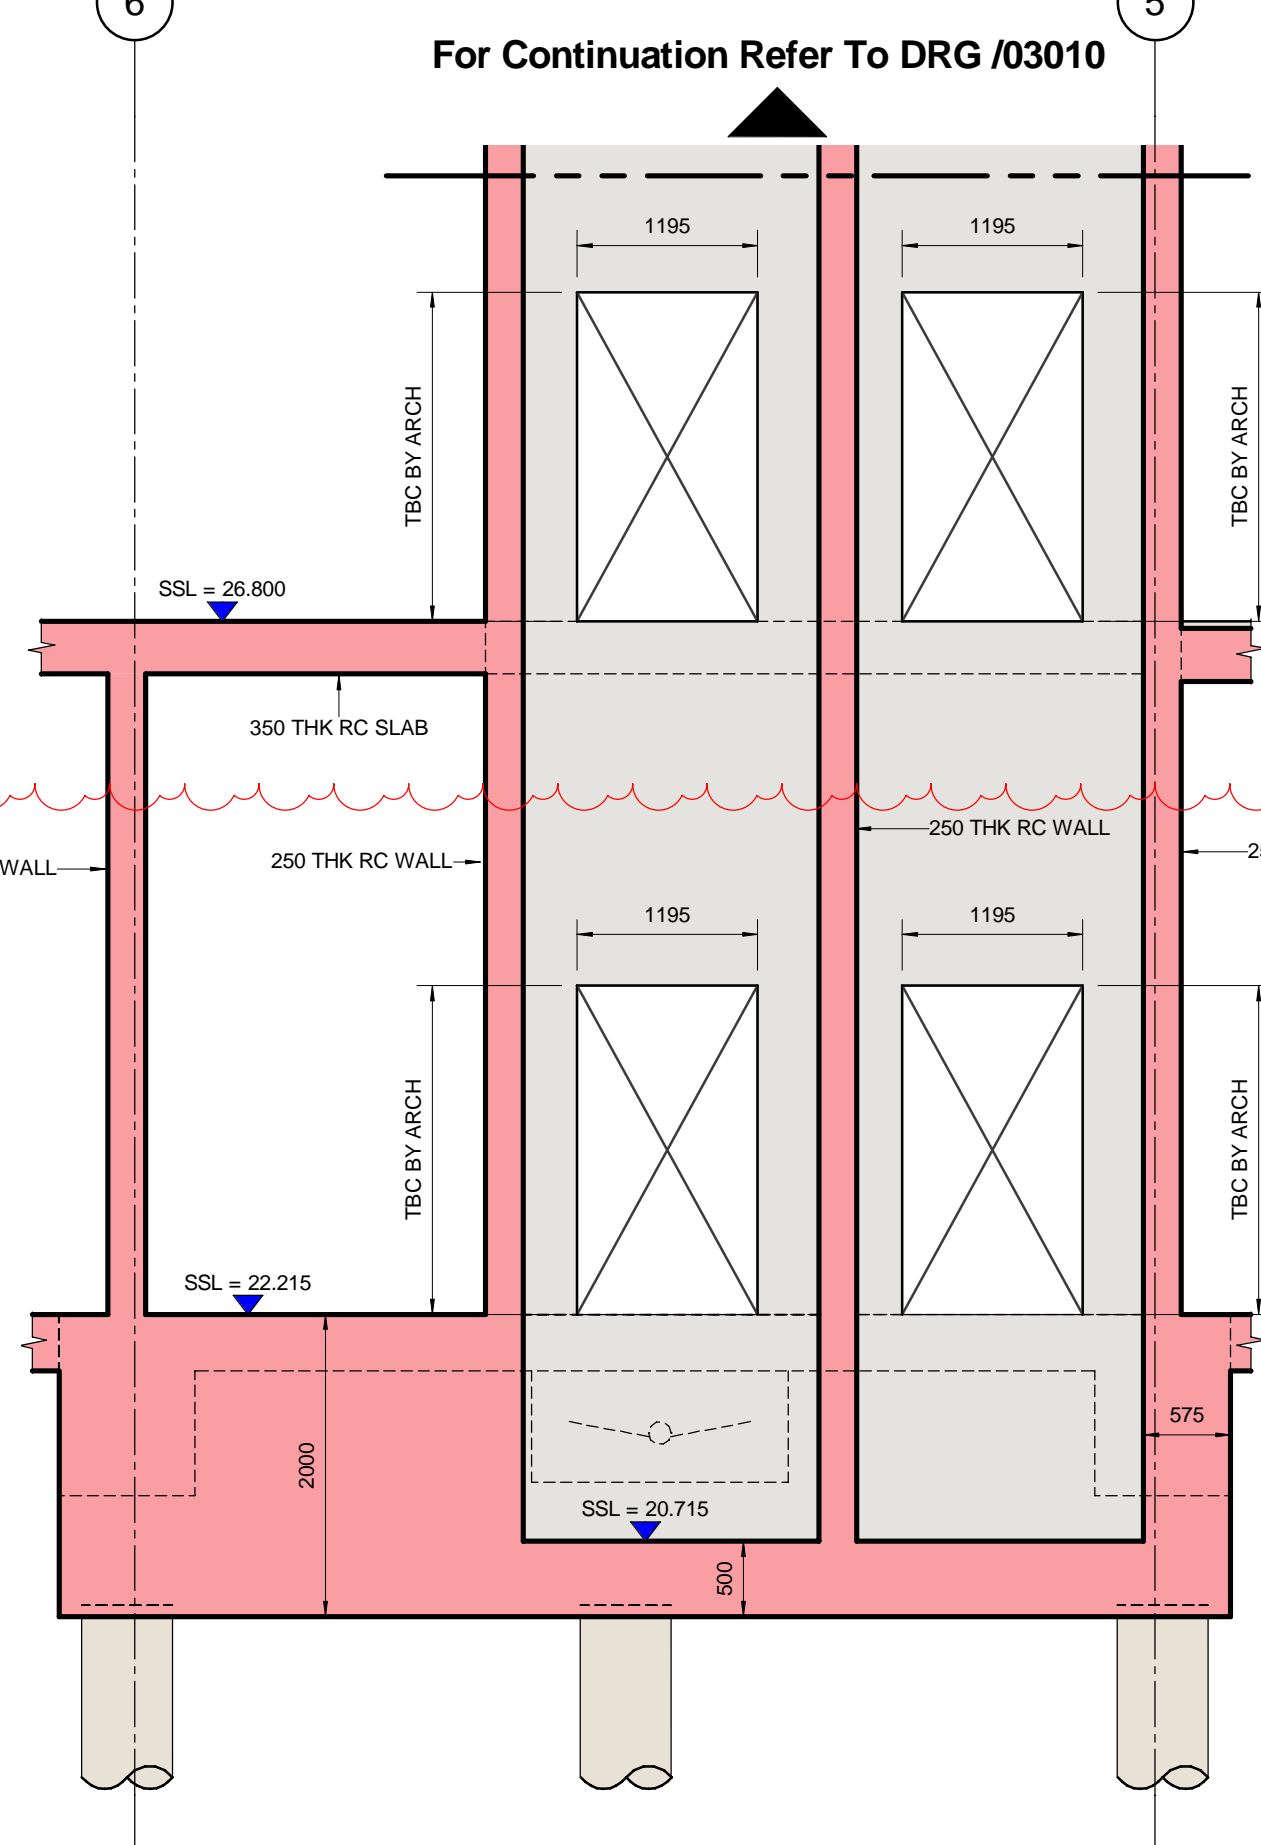 6
5
For Continuation Refer To DRG /03010
1195
1195
TBC BY ARCH
TBC BY ARCH
SSL = 26.800
350 THK RC SLAB
250 THK RC WALL
WALL
250 THK RC WALL
1195
1195
TBC BY ARCH
TBC BY ARCH
SSL = 22.215
575
2000
SSL = 20.715
500